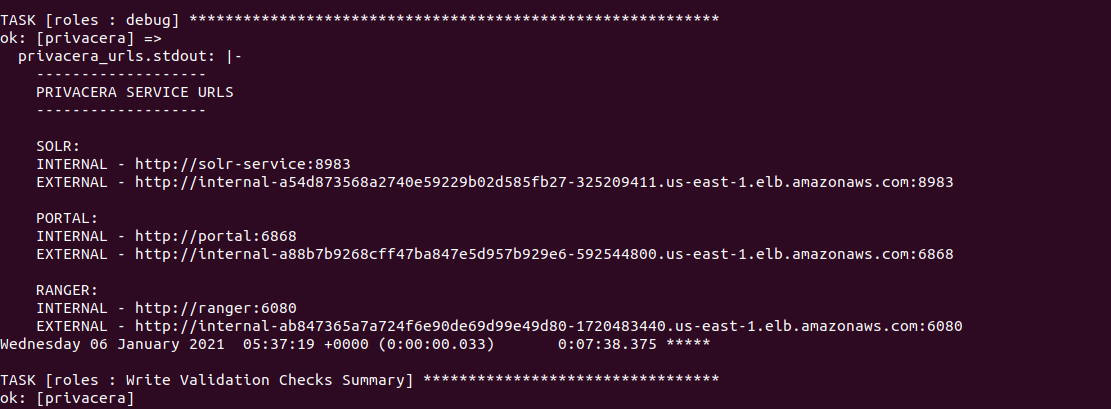 TASK [roles : debug] ***********************************************************
ok: [privacera] =>
  privacera_urls.stdout: |-
    -------------------
    PRIVACERA SERVICE URLS
    -------------------

    SOLR:
    INTERNAL - http://solr-service:8983
    EXTERNAL - http://internal-a54d873568a2740e59229b02d585fb27-325209411.us-east-1.elb.amazonaws.com:8983

    PORTAL:
    INTERNAL - http://portal:6868
    EXTERNAL - http://internal-a88b7b9268cff47ba847e5d957b929e6-592544800.us-east-1.elb.amazonaws.com:6868

    RANGER:
    INTERNAL - http://ranger:6080
    EXTERNAL - http://internal-ab847365a7a724f6e90de69d99e49d80-1720483440.us-east-1.elb.amazonaws.com:6080
Wednesday 06 January 2021  05:37:19 +0000 (0:00:00.033)       0:07:38.375 *****

TASK [roles : Write Validation Checks Summary] *********************************
ok: [privacera]